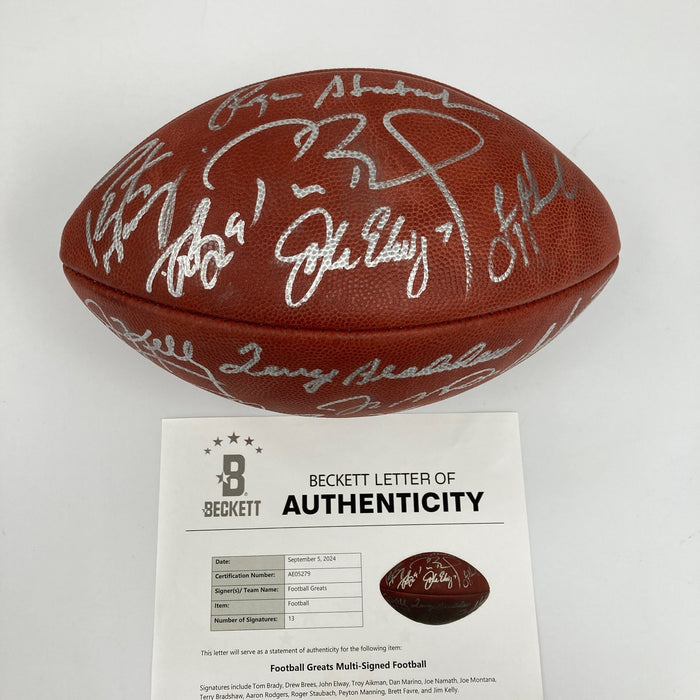 Roger Staubach
John Elway 7
Terry Bradshaw
B
BECKETT
BECKETT LETTER OF
AUTHENTICITY
Date: September 5, 2024
Certification Number: AE05279
Signer(s)/ Team Name: Football Greats
Item: Football
Number of Signatures: 13
This letter will serve as a statement of authenticity for the following item:
Football Greats Multi-Signed Football
Signatures include Tom Brady, Drew Brees, John Elway, Troy Aikman, Dan Marino, Joe Namath, Joe Montana,
Terry Bradshaw, Aaron Rodgers, Roger Staubach, Peyton Manning, Brett Favre, and Jim Kelly.